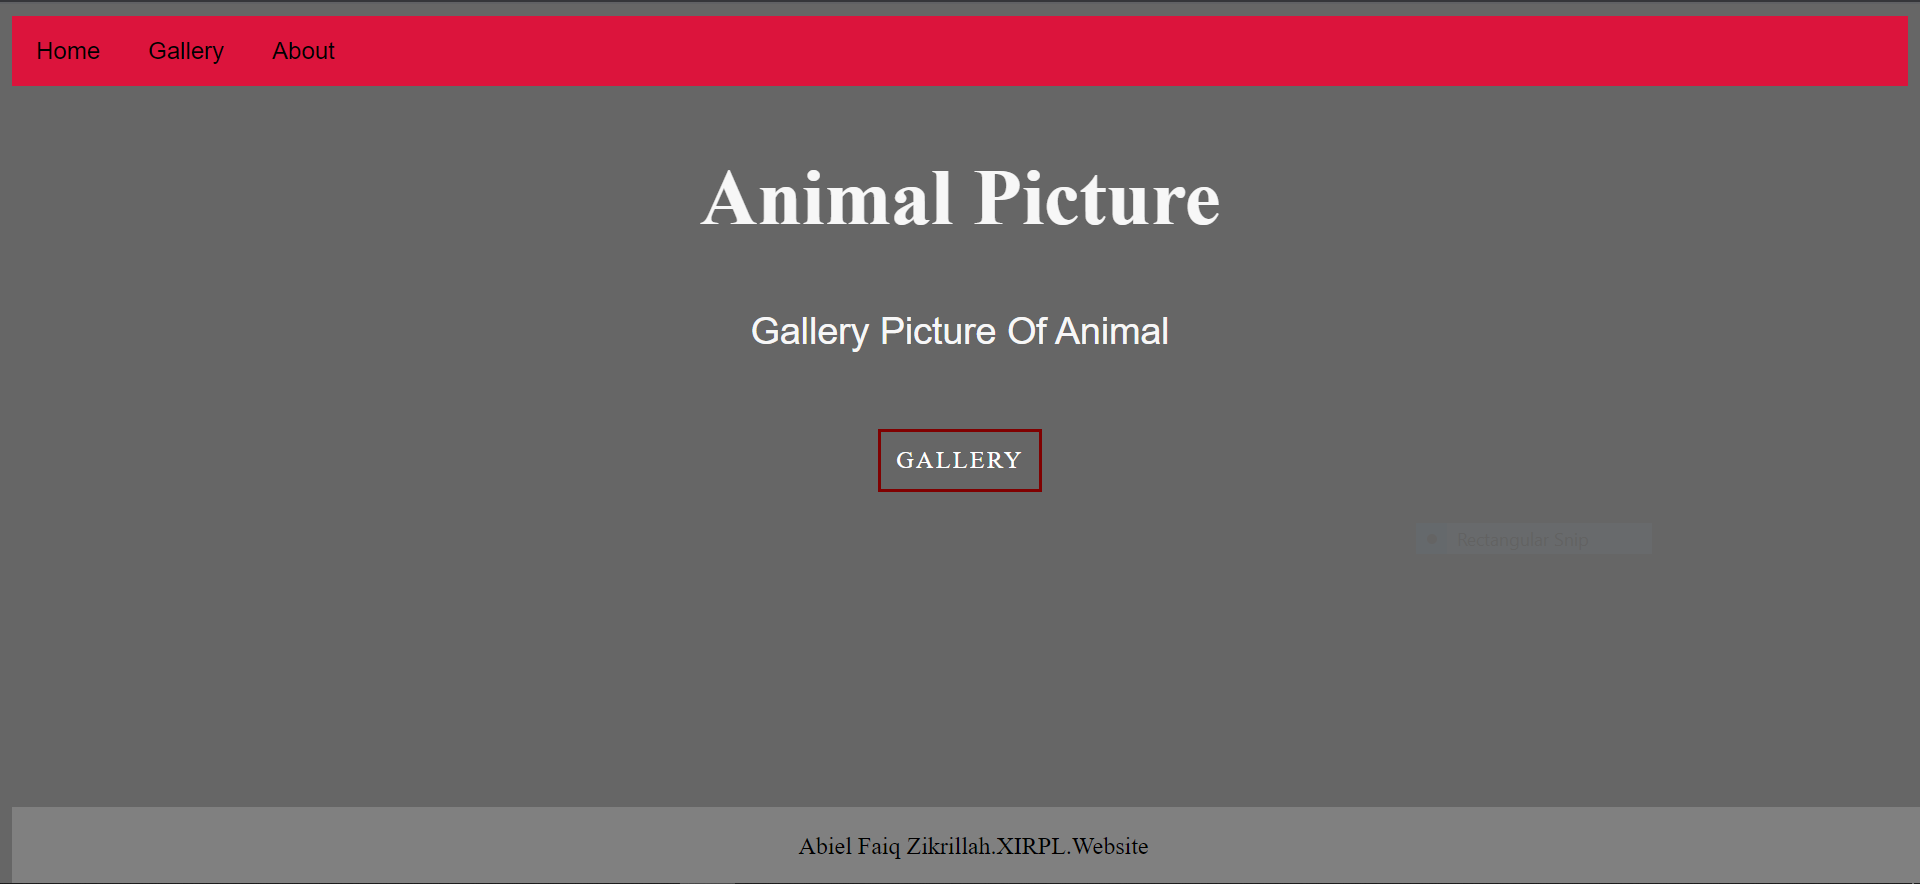 Home Gallery About
Animal Picture
Gallery Picture Of Animal
GALLERY
Rectangular Snip
Abiel Faiq Zikrillah.XIRPL.Website